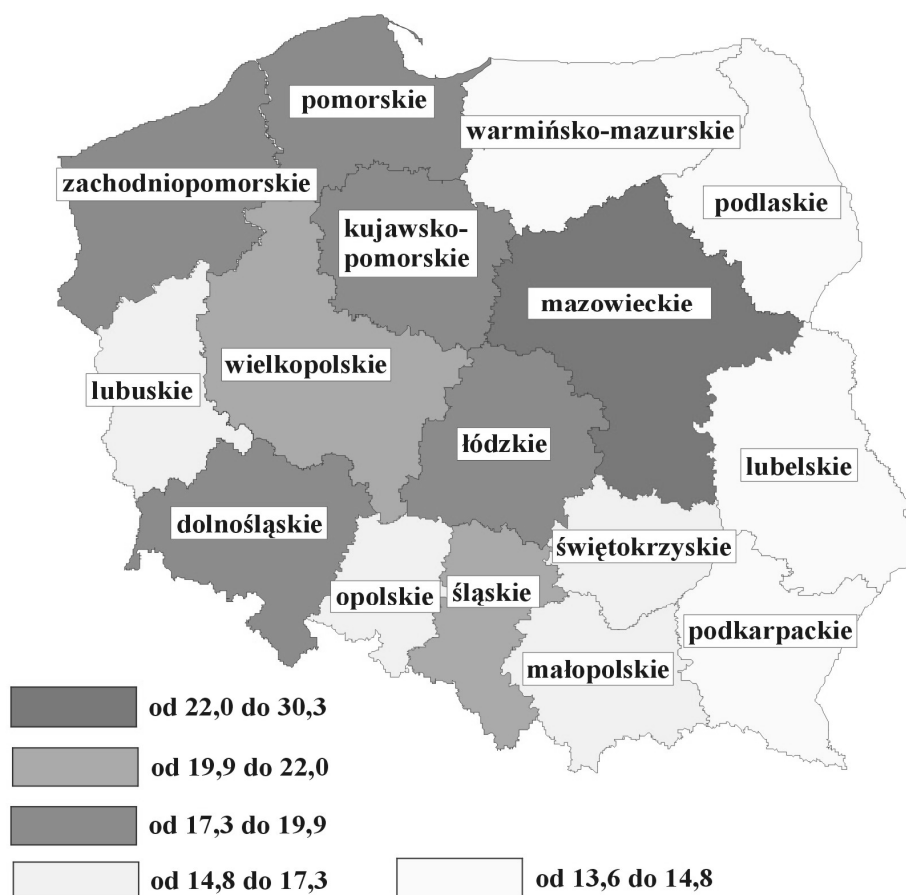 pomorskie
warmińsko-mazurskie
zachodniopomorskie
podlaskie
kujawsko-
pomorskie
mazowieckie
wielkopolskie
lubuskie
łódzkie
lubelskie
dolnośląskie
świętokrzyskie
opolskie
śląskie
podkarpackie
małopolskie
od 22,0 do 30,3
od 19,9 do 22,0
od 17,3 do 19,9
od 14,8 do 17,3
od 13,6 do 14,8